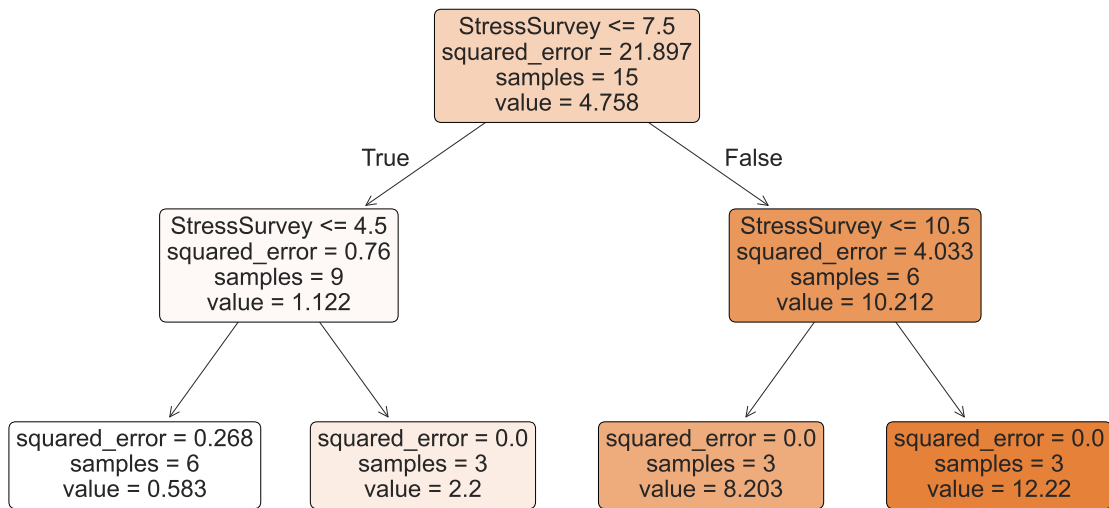 StressSurvey <= 7.5
squared_error = 21.897
samples = 15
value = 4.758
True
False
StressSurvey <= 4.5
squared_error = 0.76
samples = 9
value = 1.122
StressSurvey <= 10.5
squared_error = 4.033
samples = 6
value = 10.212
squared_error = 0.268
samples = 6
value = 0.583
squared_error = 0.0
samples = 3
value = 2.2
squared_error = 0.0
samples = 3
value = 8.203
squared_error = 0.0
samples = 3
value = 12.22